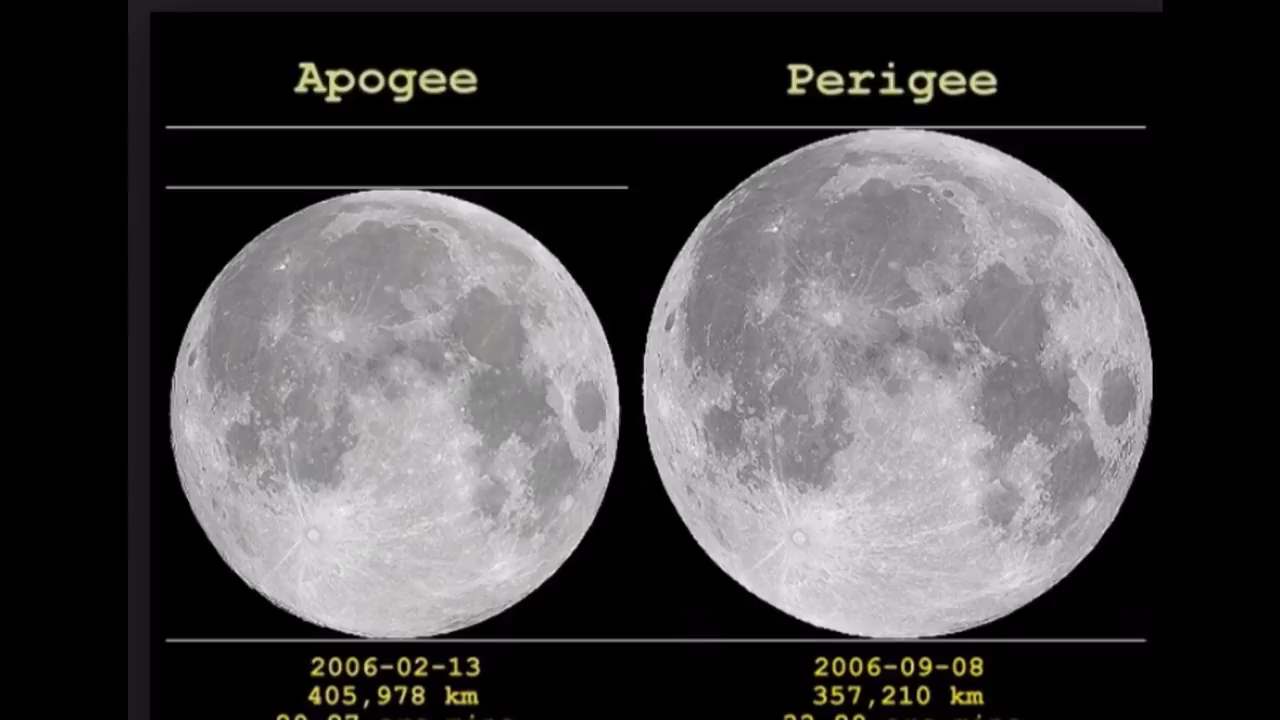 Apogee
Perigee
2006-02-13
405,978 km
2006-09-08
357,210 km